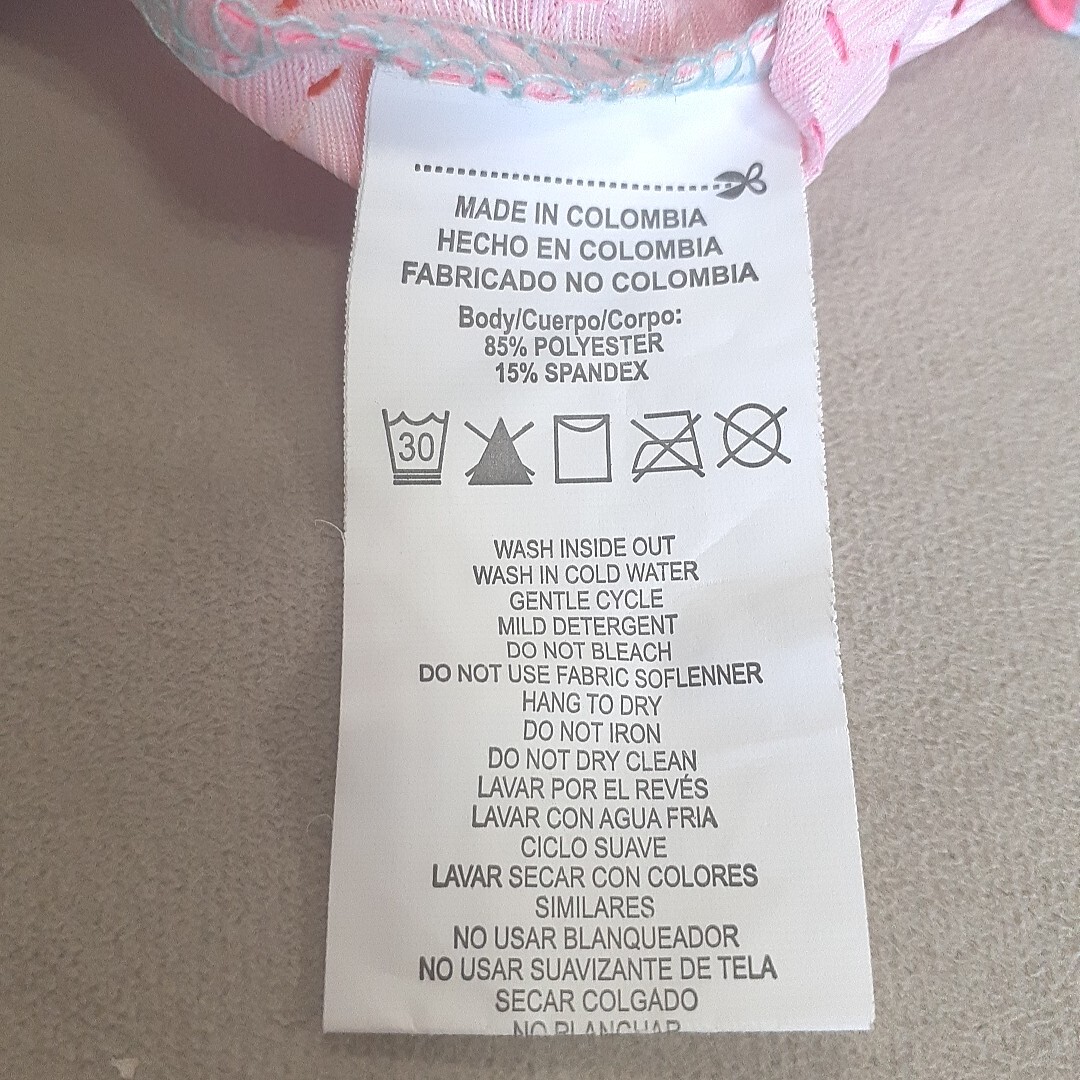 MADE IN COLOMBIA
HECHO EN COLOMBIA
FABRICADO NO COLOMBIA
Body/Cuerpo/Corpo:
85% POLYESTER
15% SPANDEX
30
WASH INSIDE OUT
WASH IN COLD WATER
GENTLE CYCLE
MILD DETERGENT
DO NOT BLEACH
DO NOT USE FABRIC SOFLENNER
HANG TO DRY
DO NOT IRON
DO NOT DRY CLEAN
LAVAR POR EL REVÉS
LAVAR CON AGUA FRIA
CICLO SUAVE
LAVAR SECAR CON COLORES
SIMILARES
NO USAR BLANQUEADOR
NO USAR SUAVIZANTE DE TELA
SECAR COLGADO
NO PLANCHAR